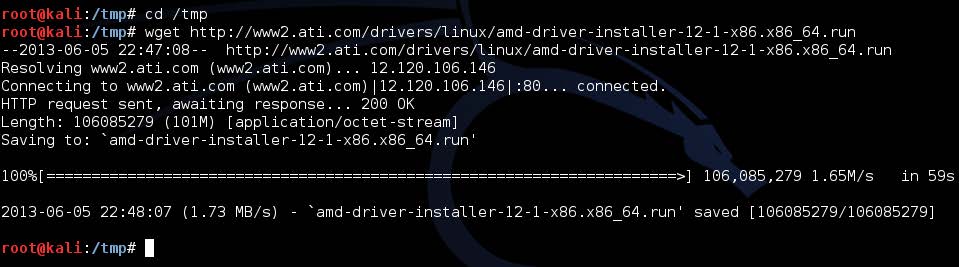 root@kali:/tmp# cd /tmp
root@kali:/tmp# wget http://www2.ati.com/drivers/linux/amd-driver-installer-12-1-x86.x86_64.run
--2013-06-05 22:47:08--  http://www2.ati.com/drivers/linux/amd-driver-installer-12-1-x86.x86_64.run
Resolving www2.ati.com (www2.ati.com)... 12.120.106.146
Connecting to www2.ati.com (www2.ati.com)|12.120.106.146|:80... connected.
HTTP request sent, awaiting response... 200 OK
Length: 106085279 (101M) [application/octet-stream]
Saving to: `amd-driver-installer-12-1-x86.x86_64.run'
100%[======================================================================>] 106,085,279 1.65M/s   in 59s
2013-06-05 22:48:07 (1.73 MB/s) - `amd-driver-installer-12-1-x86.x86_64.run' saved [106085279/106085279]
root@kali:/tmp#